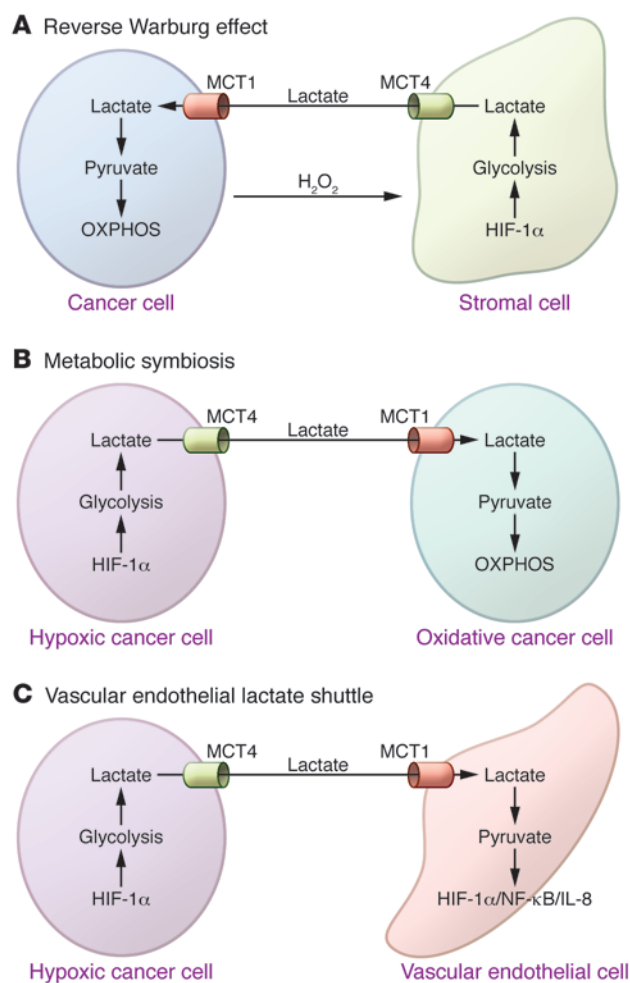 A Reverse Warburg effect
MCT1
MCT4
Lactate
Lactate
Lactate
Pyruvate
H₂O₂
Glycolysis
OXPHOS
HIF-1α
Cancer cell
Stromal cell
B Metabolic symbiosis
MCT4
MCT1
Lactate
Lactate
Lactate
Glycolysis
Pyruvate
HIF-1α
OXPHOS
Hypoxic cancer cell
Oxidative cancer cell
C Vascular endothelial lactate shuttle
MCT4
MCT1
Lactate
Lactate
Lactate
Glycolysis
Pyruvate
HIF-1α
HIF-1α/NF-κB/IL-8
Hypoxic cancer cell
Vascular endothelial cell